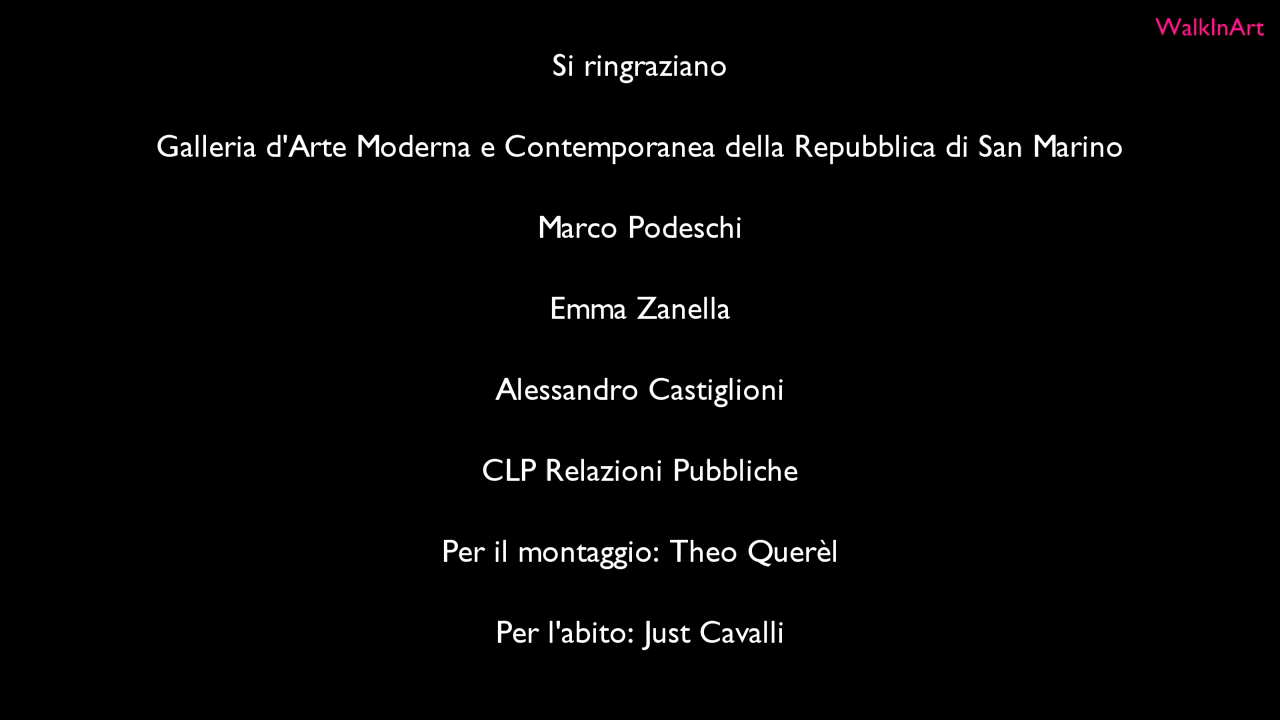 WalkInArt
Si ringraziano
Galleria d'Arte Moderna e Contemporanea della Repubblica di San Marino
Marco Podeschi
Emma Zanella
Alessandro Castiglioni
CLP Relazioni Pubbliche
Per il montaggio: Theo Querèl
Per l'abito: Just Cavalli